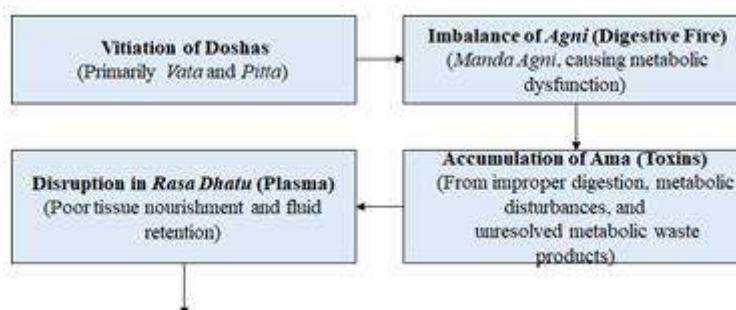 Vitiation of Doshas
(Primarily Vata and Pitta)
Imbalance of Agni (Digestive Fire)
(Manda Agni, causing metabolic
dysfunction)
Accumulation of Ama (Toxins)
(From improper digestion, metabolic
disturbances, and
unresolved metabolic waste
products)
Disruption in Rasa Dhatu (Plasma)
(Poor tissue nourishment and fluid
retention)